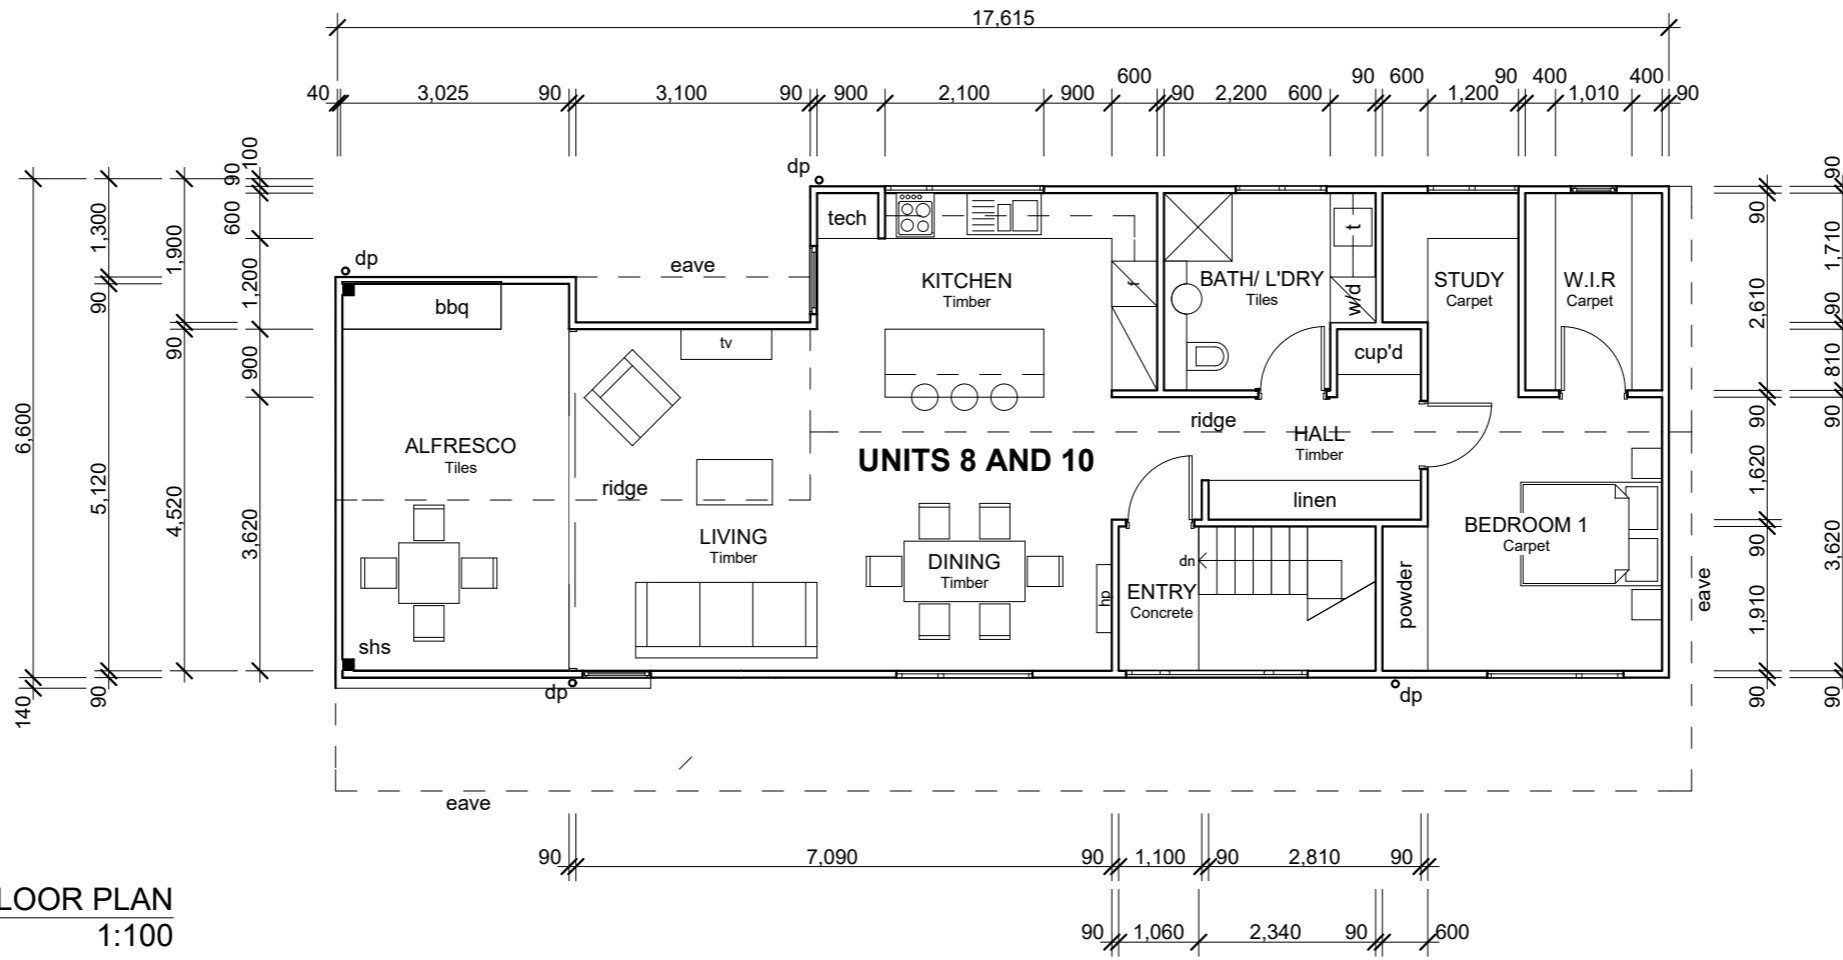 17,615
600
90 600
90 400
400
40
3,025
90
3,100
90
900
2,100
900
90
2,200
600
1,200
1,010
90
90
100
600
1,300
1,900
1,200
90
90
900
6,600
5,120
4,520
3,620
140
90
dp
dp
tech
eave
bbq
tv
KITCHEN
Timber
f
BATH/ L'DRY
Tiles
t
w/d
STUDY
Carpet
W.I.R
Carpet
cup'd
ALFRESCO
Tiles
ridge
HALL
Timber
UNITS 8 AND 10
ridge
linen
LIVING
Timber
DINING
Timber
hp
dn
ENTRY
Concrete
BEDROOM 1
Carpet
powder
shs
dp
dp
eave
eave
90
90
1,710
2,610
90
810
90
90
1,620
90
3,620
1,910
90
90
90
7,090
90
1,100
90
2,810
90
90
1,060
2,340
90
600
LOOR PLAN
1:100